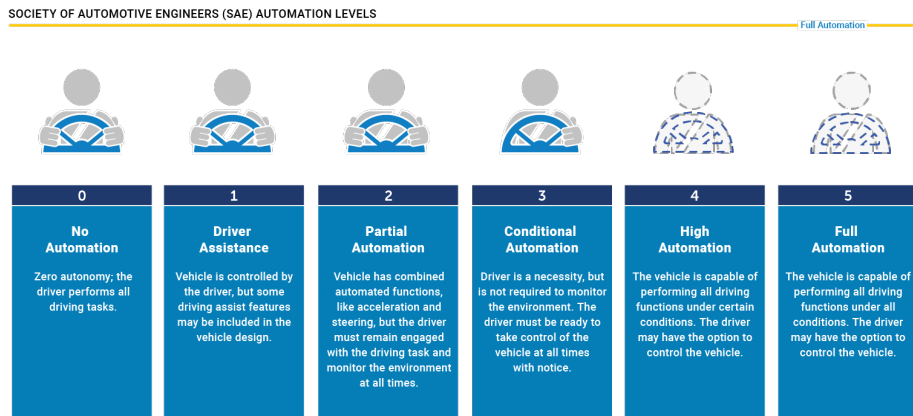 SOCIETY OF AUTOMOTIVE ENGINEERS (SAE) AUTOMATION LEVELS
Full Automation
0
No
Automation
Zero autonomy; the
driver performs all
driving tasks.
1
Driver
Assistance
Vehicle is controlled by
the driver, but some
driving assist features
may be included in the
vehicle design.
2
Partial
Automation
Vehicle has combined
automated functions,
like acceleration and
steering, but the driver
must remain engaged
with the driving task and
monitor the environment
at all times.
3
Conditional
Automation
Driver is a necessity, but
is not required to monitor
the environment. The
driver must be ready to
take control of the
vehicle at all times
with notice.
4
High
Automation
The vehicle is capable of
performing all driving
functions under certain
conditions. The driver
may have the option to
control the vehicle.
5
Full
Automation
The vehicle is capable of
performing all driving
functions under all
conditions. The driver
may have the option to
control the vehicle.